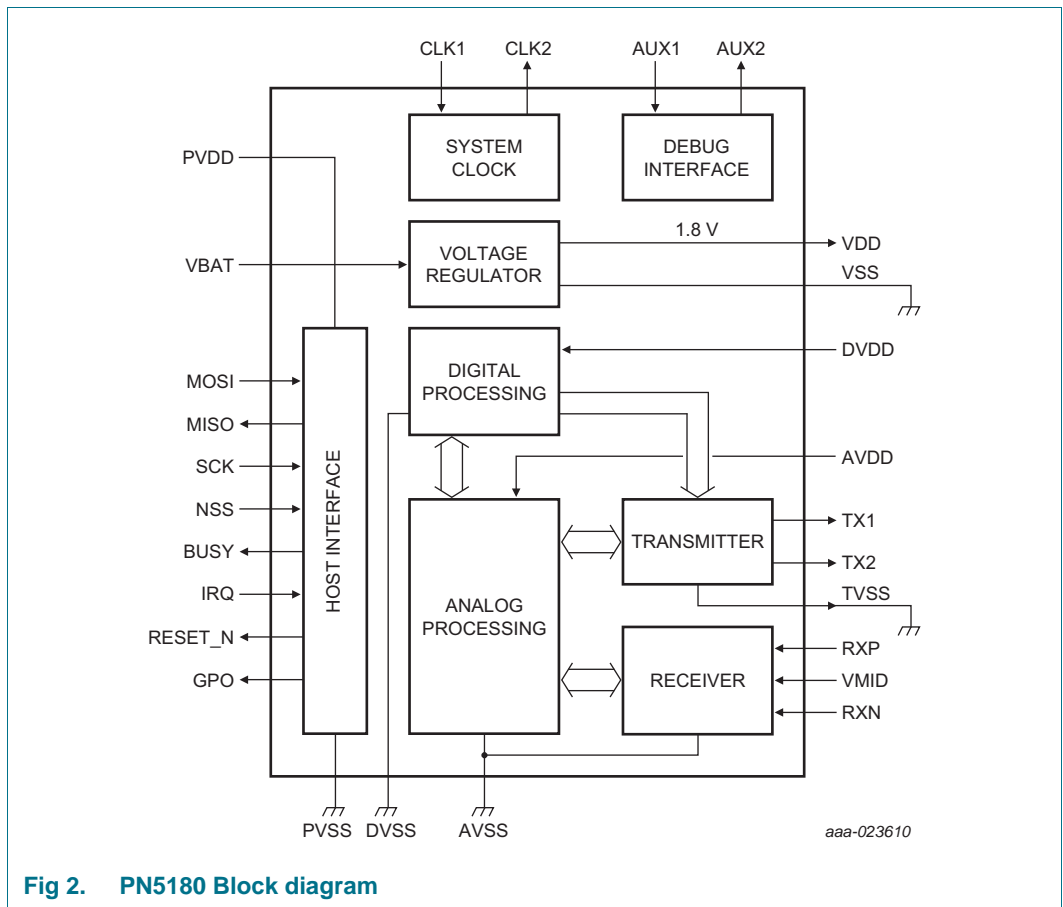 CLK1
CLK2
AUX1
AUX2
SYSTEM
CLOCK
DEBUG
INTERFACE
PVDD
VBAT
VOLTAGE
REGULATOR
1.8 V
VDD
VSS
DIGITAL
PROCESSING
DVDD
AVDD
MOSI
MISO
SCK
NSS
BUSY
IRQ
RESET_N
GPO
HOST INTERFACE
ANALOG
PROCESSING
TRANSMITTER
TX1
TX2
TVSS
RECEIVER
RXP
VMID
RXN
PVSS
DVSS
AVSS
aaa-023610
Fig 2. PN5180 Block diagram